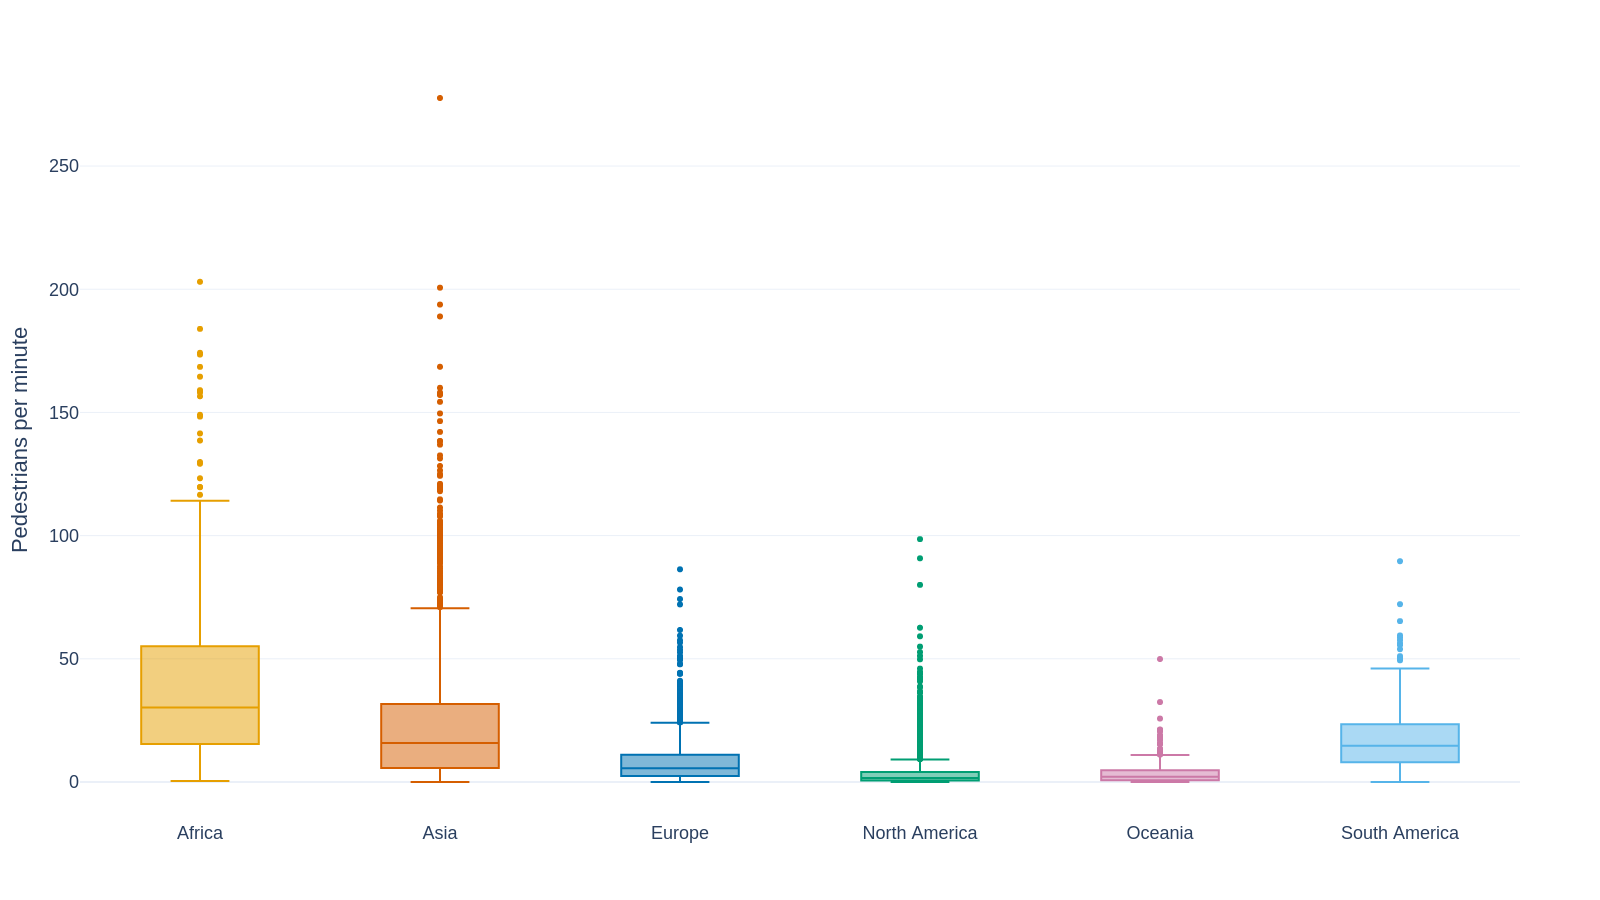 Pedestrians per minute
250
200
150
100
50
0
Africa
Asia
Europe
North America
Oceania
South America